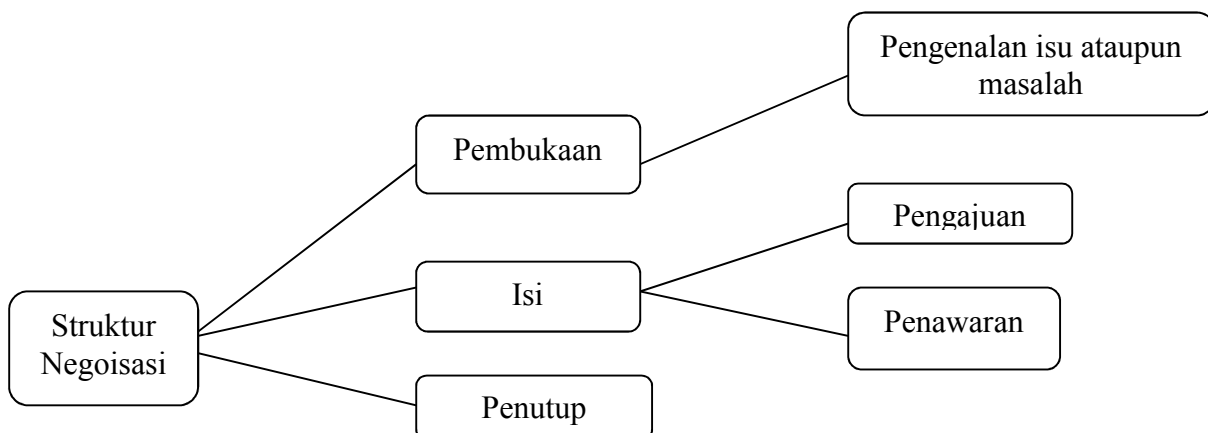 Pengenalan isu ataupun
masalah
Pembukaan
Pengajuan
Isi
Penawaran
Struktur
Negoisasi
Penutup